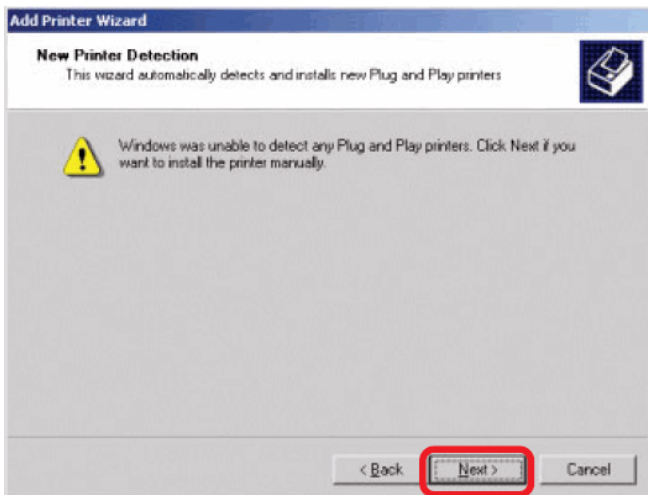 Add Printer Wizard
New Printer Detection
This wizard automatically detects and installs new Plug and Play printers
Windows was unable to detect any Plug and Play printers. Click Next if you
want to install the printer manually.
< Back Next > Cancel